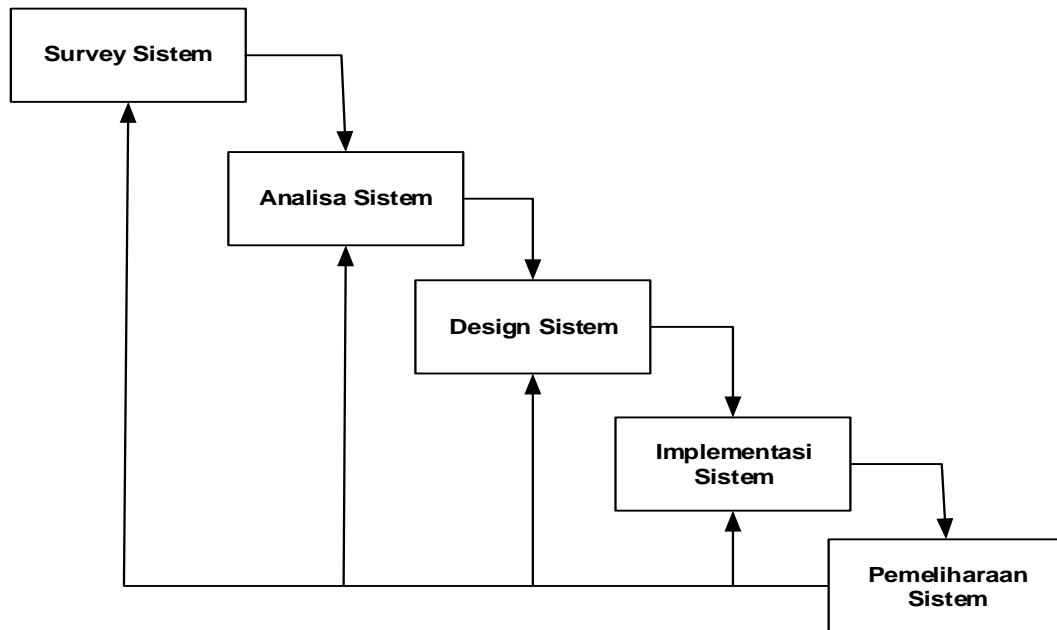 Survey Sistem
Analisa Sistem
Design Sistem
Implementasi
Sistem
Pemeliharaan
Sistem